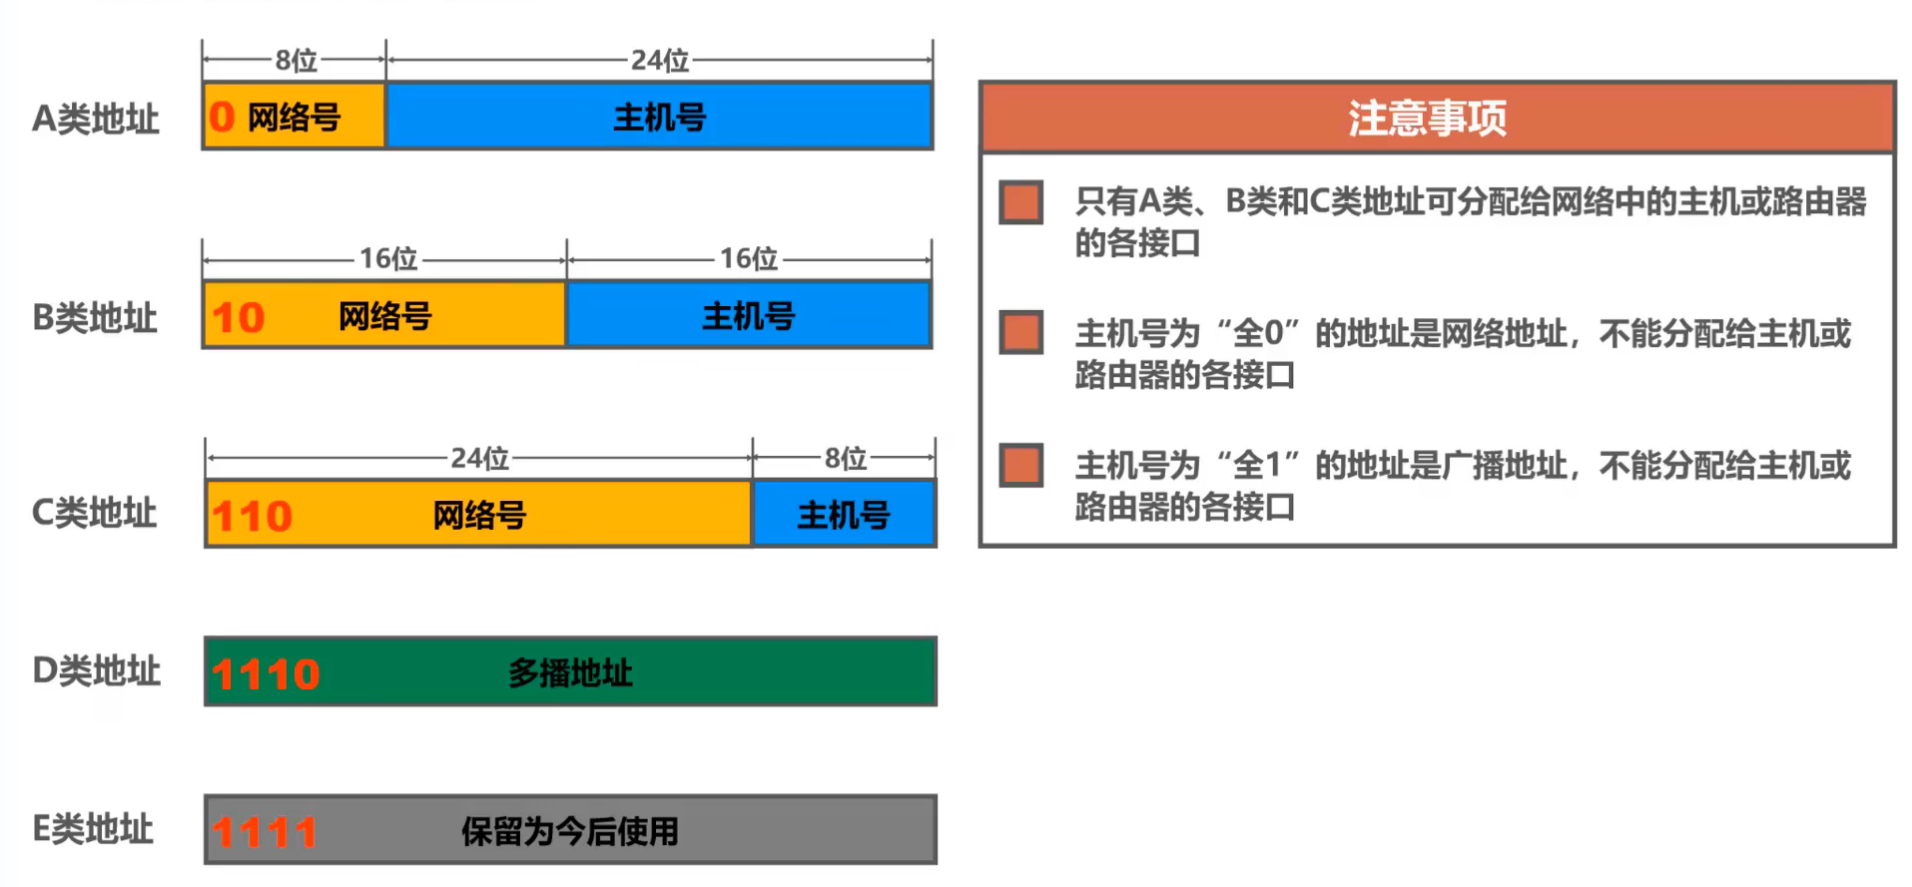 8位
24位
A类地址
0 网络号
主机号
16位
16位
B类地址
10 网络号
主机号
24位
8位
C类地址
110 网络号
主机号
D类地址
1110 多播地址
E类地址
1111 保留为今后使用
注意事项
只有A类、B类和C类地址可分配给网络中的主机或路由器
的各接口
主机号为“全0”的地址是网络地址，不能分配给主机或
路由器的各接口
主机号为“全1”的地址是广播地址，不能分配给主机或
路由器的各接口